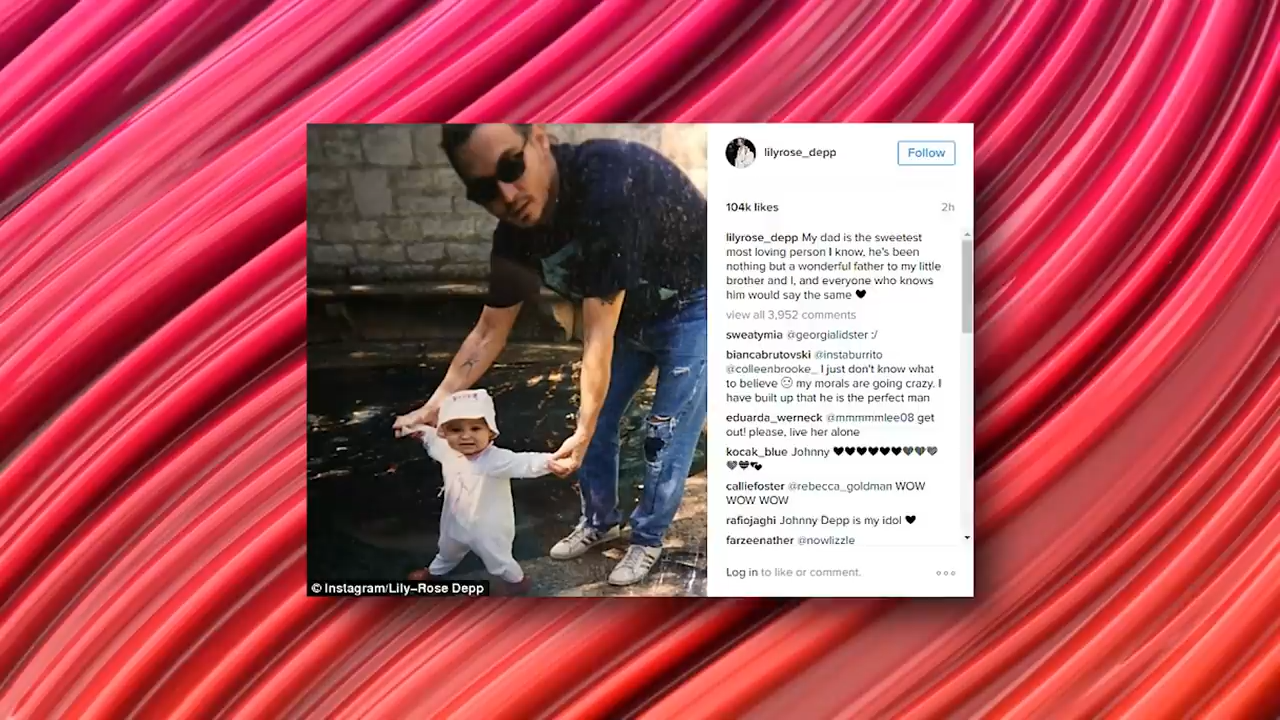 lilyrose_depp
Follow
104k likes
2h
lilyrose_depp My dad is the sweetest
most loving person I know, he's been
nothing but a wonderful father to my little
brother and I, and everyone who knows
him would say the same 🖤
view all 3,952 comments
sweatymia @georgialidster :/
biancabrutovski @instaburrito
@colleenbrooke_ I just don't know what
to believe 🙁 my morals are going crazy. I
have built up that he is the perfect man
eduarda_werneck @mmmmmlee08 get
out! please, live her alone
kocak_blue Johnny
calliefoster @rebecca_goldman WOW
WOW WOW
rafiojaghi Johnny Depp is my idol 🖤
farzeenather @nowlizzle
Log in to like or comment.
© Instagram/Lily–Rose Depp